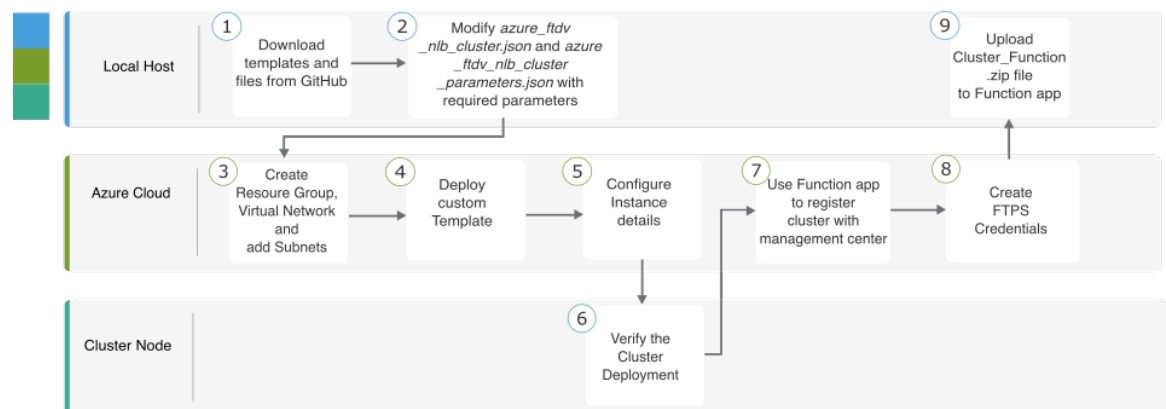 Local Host
1
Download
templates and
files from GitHub
2
Modify azure_ftdv
_nlb_cluster.json and azure
_ftdv_nlb_cluster
_parameters.json with
required parameters
9
Upload
Cluster_Function
.zip file
to Function app
Azure Cloud
3
Create
Resoure Group,
Virtual Network
and
add Subnets
4
Deploy
custom
Template
5
Configure
Instance
details
7
Use Function app
to register
cluster with
management center
8
Create
FTPS
Credentials
Cluster Node
6
Verify the
Cluster
Deployment